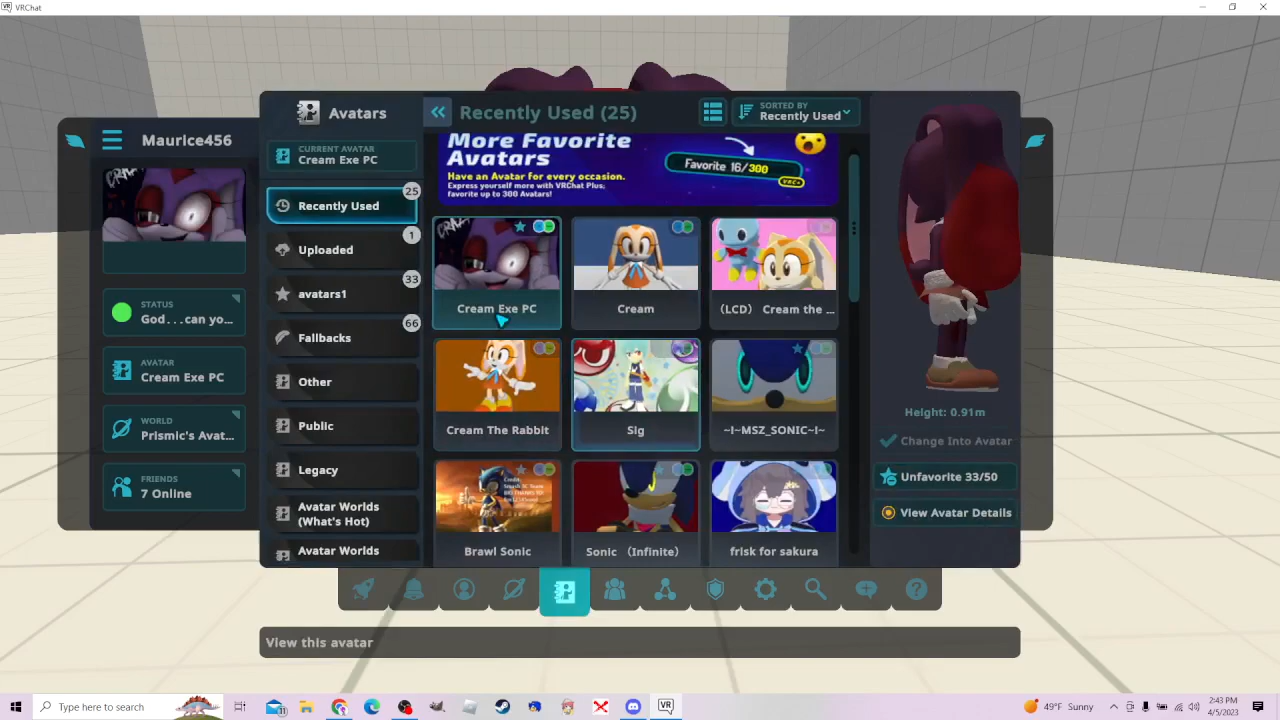 VRChat
Maurice456
STATUS
God...can yo...
AVATAR
Cream Exe PC
WORLD
Prismic's Avat...
FRIENDS
7 Online
Avatars
CURRENT AVATAR
Cream Exe PC
Recently Used
25
Uploaded
1
avatars1
33
Fallbacks
66
Other
Public
Legacy
Avatar Worlds
(What's Hot)
Avatar Worlds
Recently Used (25)
SORTED BY
Recently Used
More Favorite
Avatars
Have an Avatar for every occasion.
Express yourself more with VRChat Plus;
favorite up to 300 Avatars!
Favorite 16/300
VRC+
Cream Exe PC
Cream
(LCD) Cream the ...
Cream The Rabbit
Sig
~I~MSZ_SONIC~I~
Brawl Sonic
Sonic (Infinite)
frisk for sakura
Height: 0.91m
Change Into Avatar
Unfavorite 33/50
View Avatar Details
View this avatar
Type here to search
11
VR
49°F Sunny
2:43 PM
4/5/2023